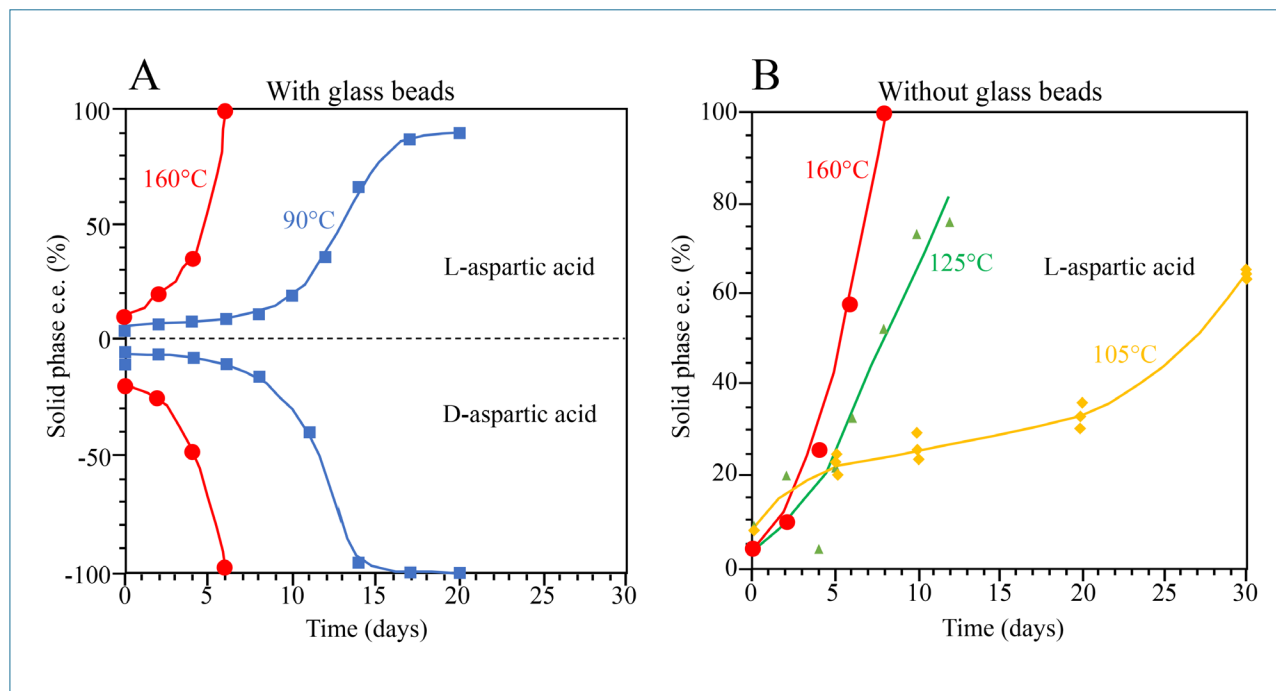 A
With glass beads
100
50
0
-50
-100
Solid phase e.e. (%)
160°C
90°C
L-aspartic acid
D-aspartic acid
0 5 10 15 20 25 30
Time (days)
B
Without glass beads
100
80
60
40
20
0
Solid phase e.e. (%)
160°C
125°C
L-aspartic acid
105°C
0 5 10 15 20 25 30
Time (days)